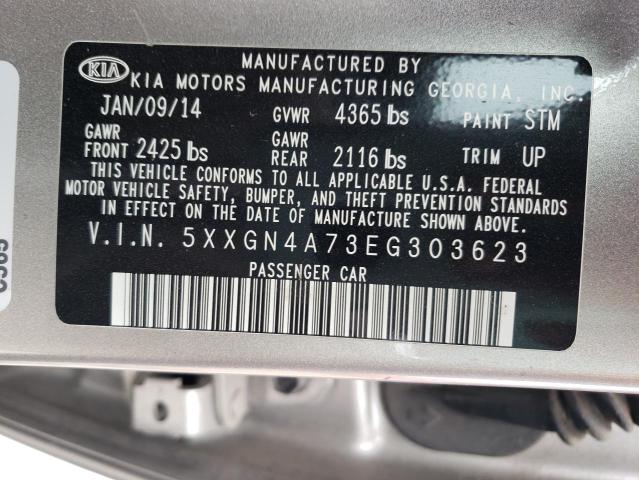 MANUFACTURED BY
KIA KIA MOTORS MANUFACTURING GEORGIA, INC.
JAN/09/14 GVWR 4365 lbs PAINT STM
GAWR FRONT 2425 lbs GAWR REAR 2116 lbs TRIM UP
THIS VEHICLE CONFORMS TO ALL APPLICABLE U.S.A. FEDERAL
MOTOR VEHICLE SAFETY, BUMPER, AND THEFT PREVENTION STANDARDS
IN EFFECT ON THE DATE OF MANUFACTURE SHOWN ABOVE.
V.I.N. 5XXGN4A73EG303623
PASSENGER CAR